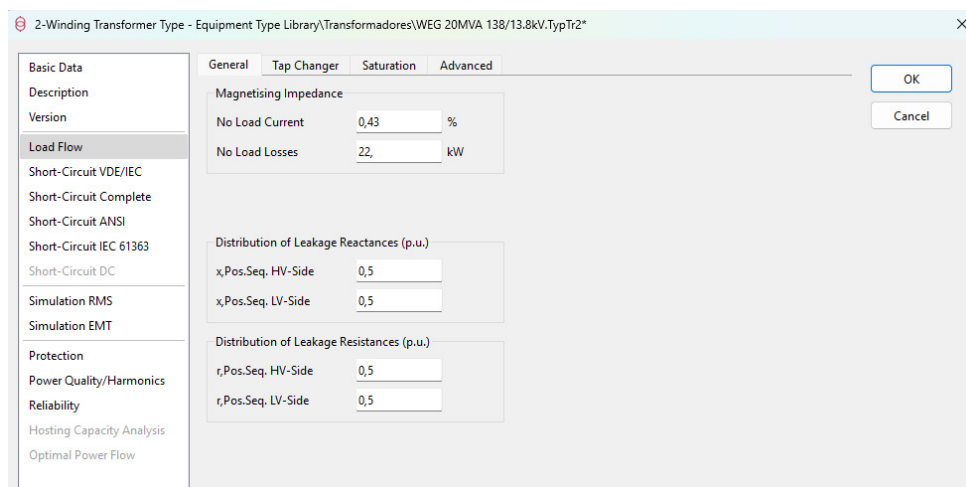 2-Winding Transformer Type - Equipment Type Library\Transformadores\WEG 20MVA 138/13.8kV.TypTr2*
Basic Data
Description
Version
Load Flow
Short-Circuit VDE/IEC
Short-Circuit Complete
Short-Circuit ANSI
Short-Circuit IEC 61363
Short-Circuit DC
Simulation RMS
Simulation EMT
Protection
Power Quality/Harmonics
Reliability
Hosting Capacity Analysis
Optimal Power Flow
General Tap Changer Saturation Advanced
Magnetising Impedance
No Load Current 0,43 %
No Load Losses 22, kW
Distribution of Leakage Reactances (p.u.)
x,Pos.Seq. HV-Side 0,5
x,Pos.Seq. LV-Side 0,5
Distribution of Leakage Resistances (p.u.)
r,Pos.Seq. HV-Side 0,5
r,Pos.Seq. LV-Side 0,5
OK
Cancel